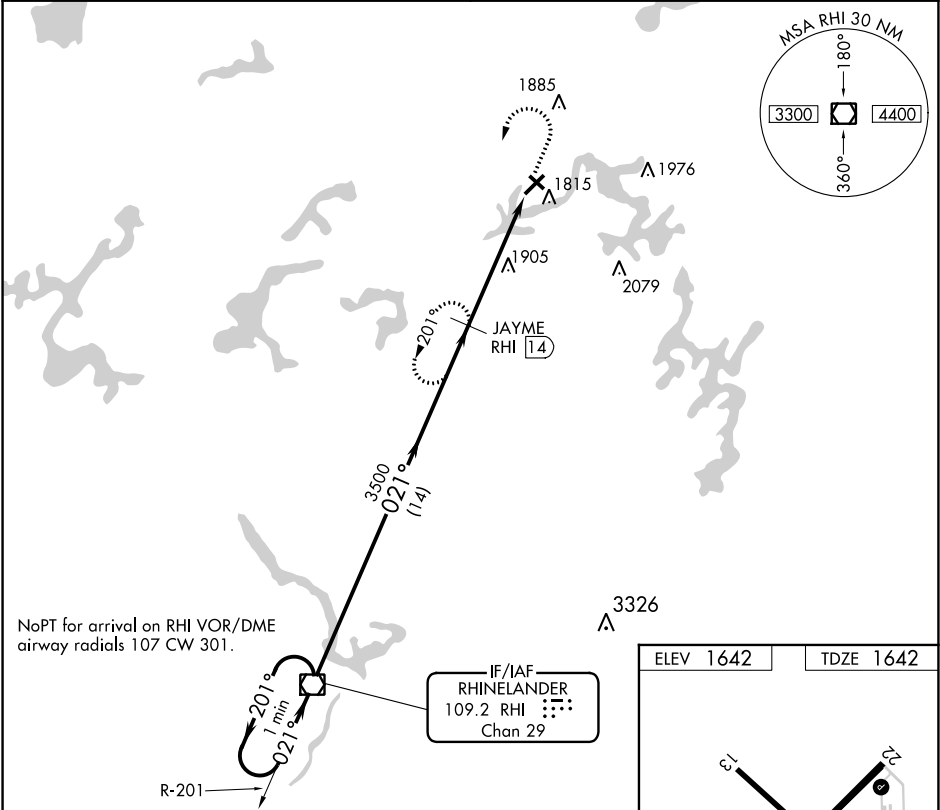 MSA RHI 30 NM
180°
3300
4400
360°
1885
1815
1976
1905
2079
201°
JAYME
RHI 14
3500
021°
(14)
3326
NoPT for arrival on RHI VOR/DME
airway radials 107 CW 301.
201°
1 min
021°
R-201
IF/IAF
RHINELANDER
109.2 RHI
Chan 29
ELEV 1642
TDZE 1642
13
22
P